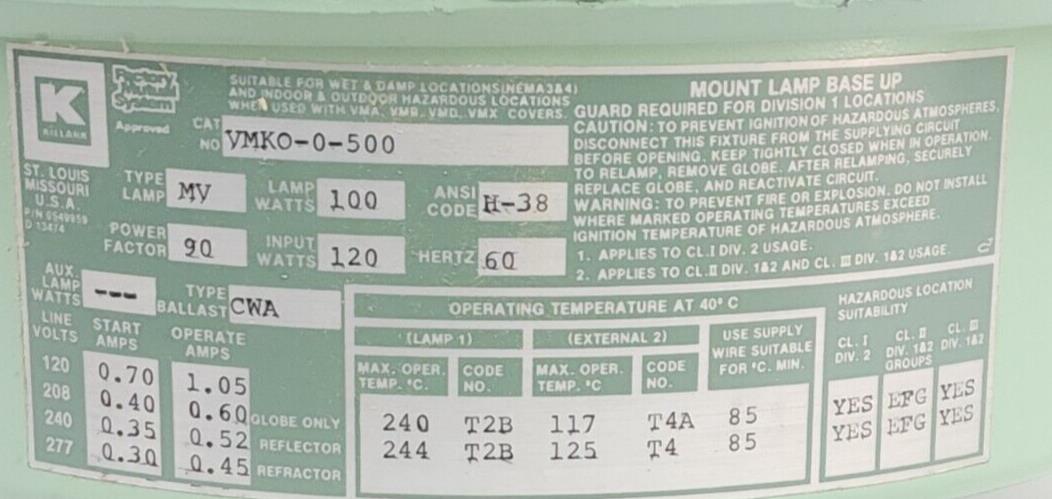 K
KILLARK
Factory
Mutual
System
Approved
ST. LOUIS
MISSOURI
U.S.A.
P/N 0549959
D 13474
SUITABLE FOR WET & DAMP LOCATIONS(NEMA3&4)
AND INDOOR & OUTDOOR HAZARDOUS LOCATIONS
WHEN USED WITH VMA, VMB, VMD, VMX COVERS.
CAT NO VMKO-0-500
TYPE LAMP MV LAMP WATTS 100 ANSI CODE H-38
POWER FACTOR 90 INPUT WATTS 120 HERTZ 60
AUX. LAMP WATTS --- TYPE BALLAST CWA
MOUNT LAMP BASE UP
GUARD REQUIRED FOR DIVISION 1 LOCATIONS
CAUTION: TO PREVENT IGNITION OF HAZARDOUS ATMOSPHERES,
DISCONNECT THIS FIXTURE FROM THE SUPPLYING CIRCUIT
BEFORE OPENING. KEEP TIGHTLY CLOSED WHEN IN OPERATION.
TO RELAMP, REMOVE GLOBE. AFTER RELAMPING, SECURELY
REPLACE GLOBE, AND REACTIVATE CIRCUIT.
WARNING: TO PREVENT FIRE OR EXPLOSION, DO NOT INSTALL
WHERE MARKED OPERATING TEMPERATURES EXCEED
IGNITION TEMPERATURE OF HAZARDOUS ATMOSPHERE.
1. APPLIES TO CL.I DIV. 2 USAGE.
2. APPLIES TO CL.II DIV. 1&2 AND CL. III DIV. 1&2 USAGE.
LINE VOLTS START AMPS OPERATE AMPS
120 0.70 1.05
208 0.40 0.60 GLOBE ONLY
240 0.35 0.52 REFLECTOR
277 0.30 0.45 REFRACTOR
OPERATING TEMPERATURE AT 40° C
(LAMP 1) (EXTERNAL 2) USE SUPPLY WIRE SUITABLE FOR °C. MIN.
MAX. OPER. TEMP. °C. CODE NO. MAX. OPER. TEMP. °C CODE NO.
240 T2B 117 T4A 85
244 T2B 125 T4 85
HAZARDOUS LOCATION
SUITABILITY
CL. I DIV. 2 CL. II DIV. 1&2 GROUPS CL. III DIV. 1&2
YES EFG YES
YES EFG YES